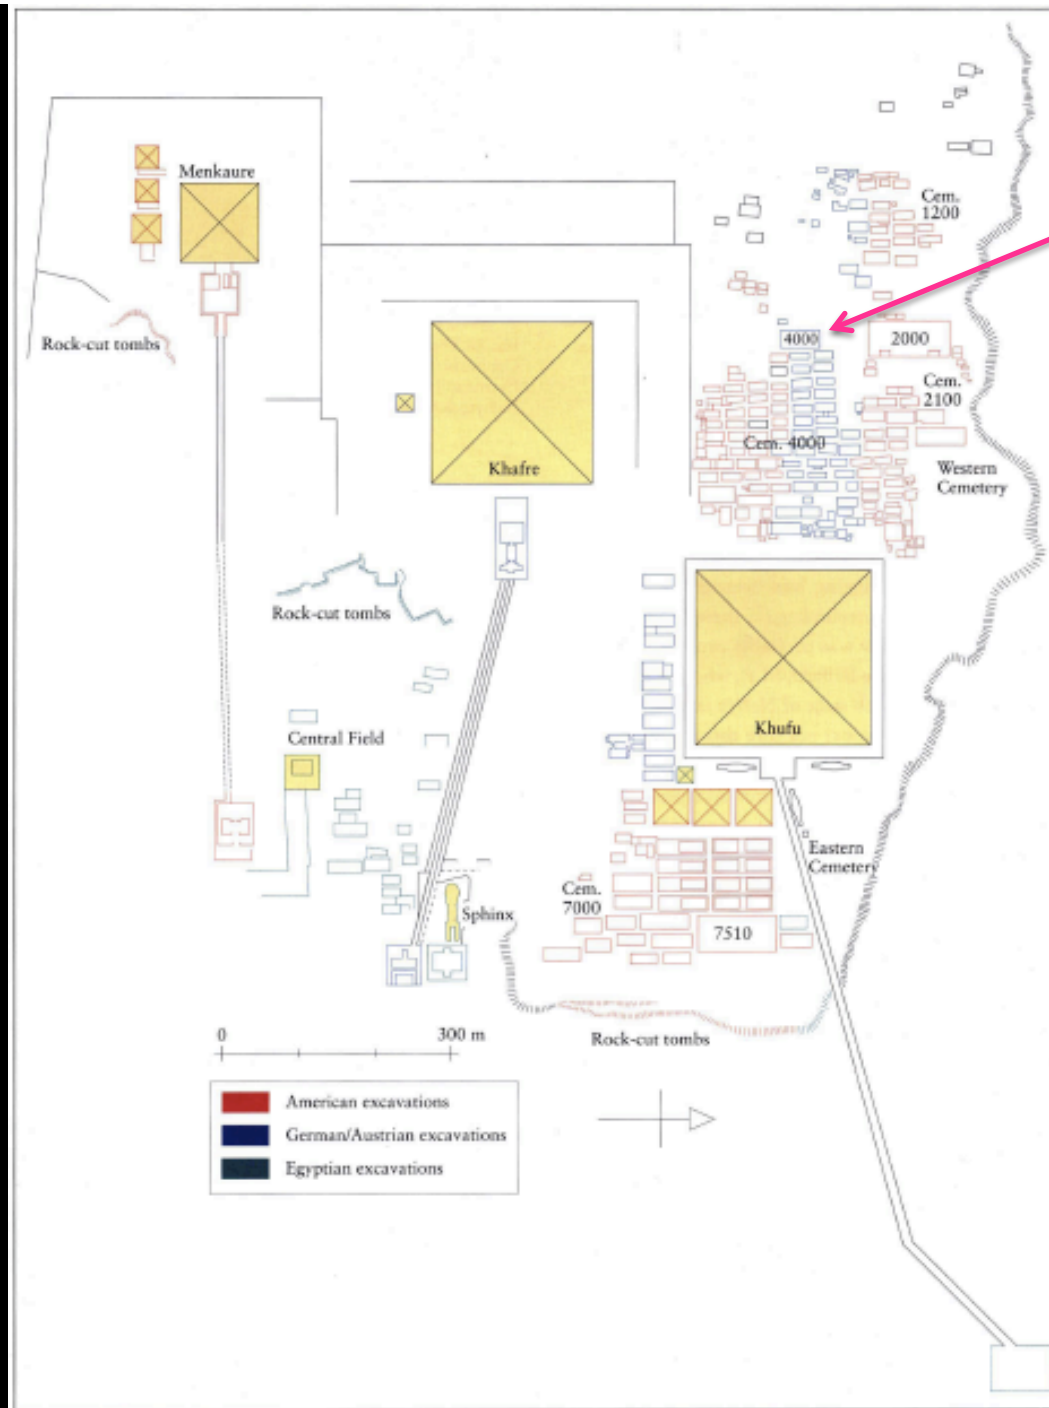 Menkaure
Cem.
1200
Rock-cut tombs
4000
2000
Cem.
2100
Cem. 4000
Khafre
Western
Cemetery
Rock-cut tombs
Khufu
Central Field
Eastern
Cemetery
Cem.
7000
Sphinx
7510
0
300 m
Rock-cut tombs
American excavations
German/Austrian excavations
Egyptian excavations